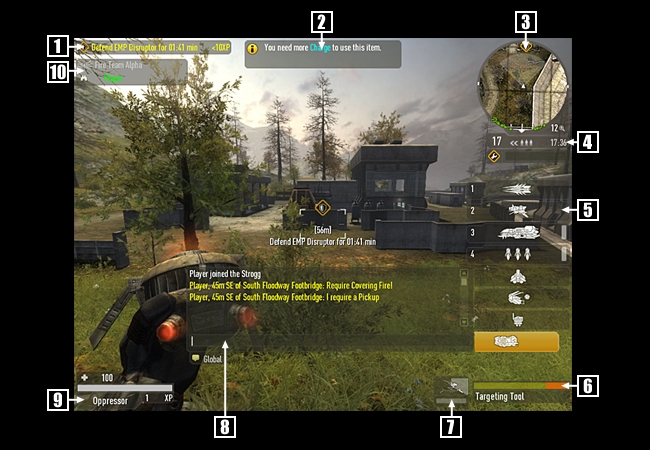 1
2
3
Defend EMP Disruptor for 01:41 min <10XP
You need more Charge to use this item.
10
Fire Team Alpha
Player
12
17
17:36
4
1
2
3
4
5
[56m]
Defend EMP Disruptor for 01:41 min
Player joined the Strogg
Player, 45m SE of South Floodway Footbridge: Require Covering Fire!
Player, 45m SE of South Floodway Footbridge: I require a Pickup
Global
100
6
Targeting Tool
9
Oppressor 1 XP
8
7